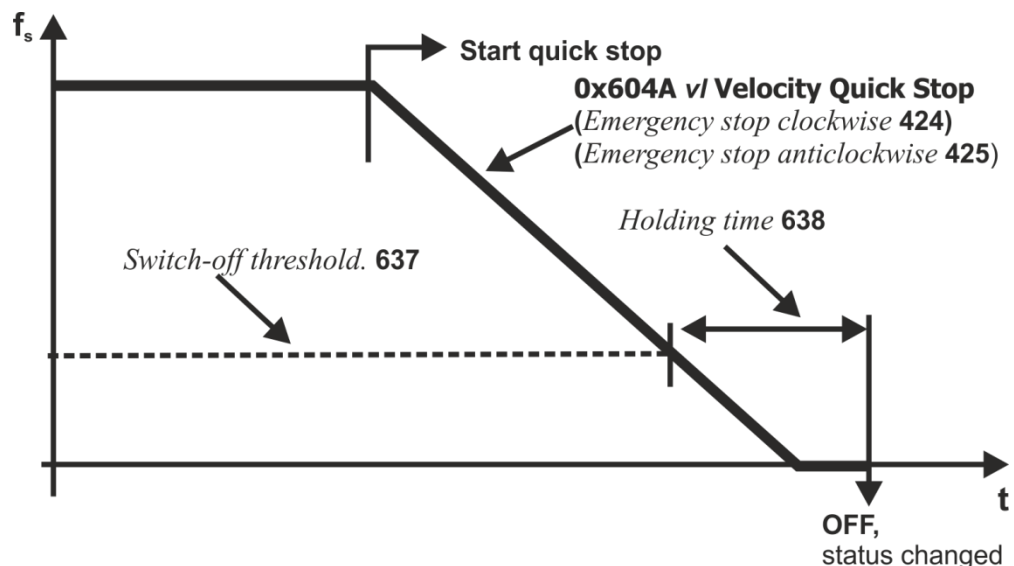 fs
Start quick stop
0x604A vl Velocity Quick Stop
(Emergency stop clockwise 424)
(Emergency stop anticlockwise 425)
Holding time 638
Switch-off threshold. 637
t
OFF,
status changed